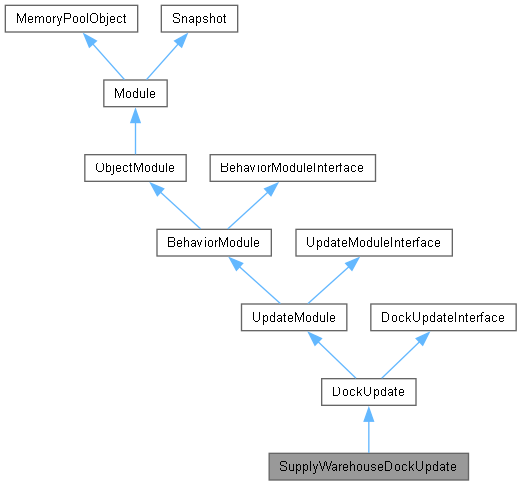 MemoryPoolObject
Snapshot
Module
ObjectModule
BehaviorModuleInterface
BehaviorModule
UpdateModuleInterface
UpdateModule
DockUpdateInterface
DockUpdate
SupplyWarehouseDockUpdate